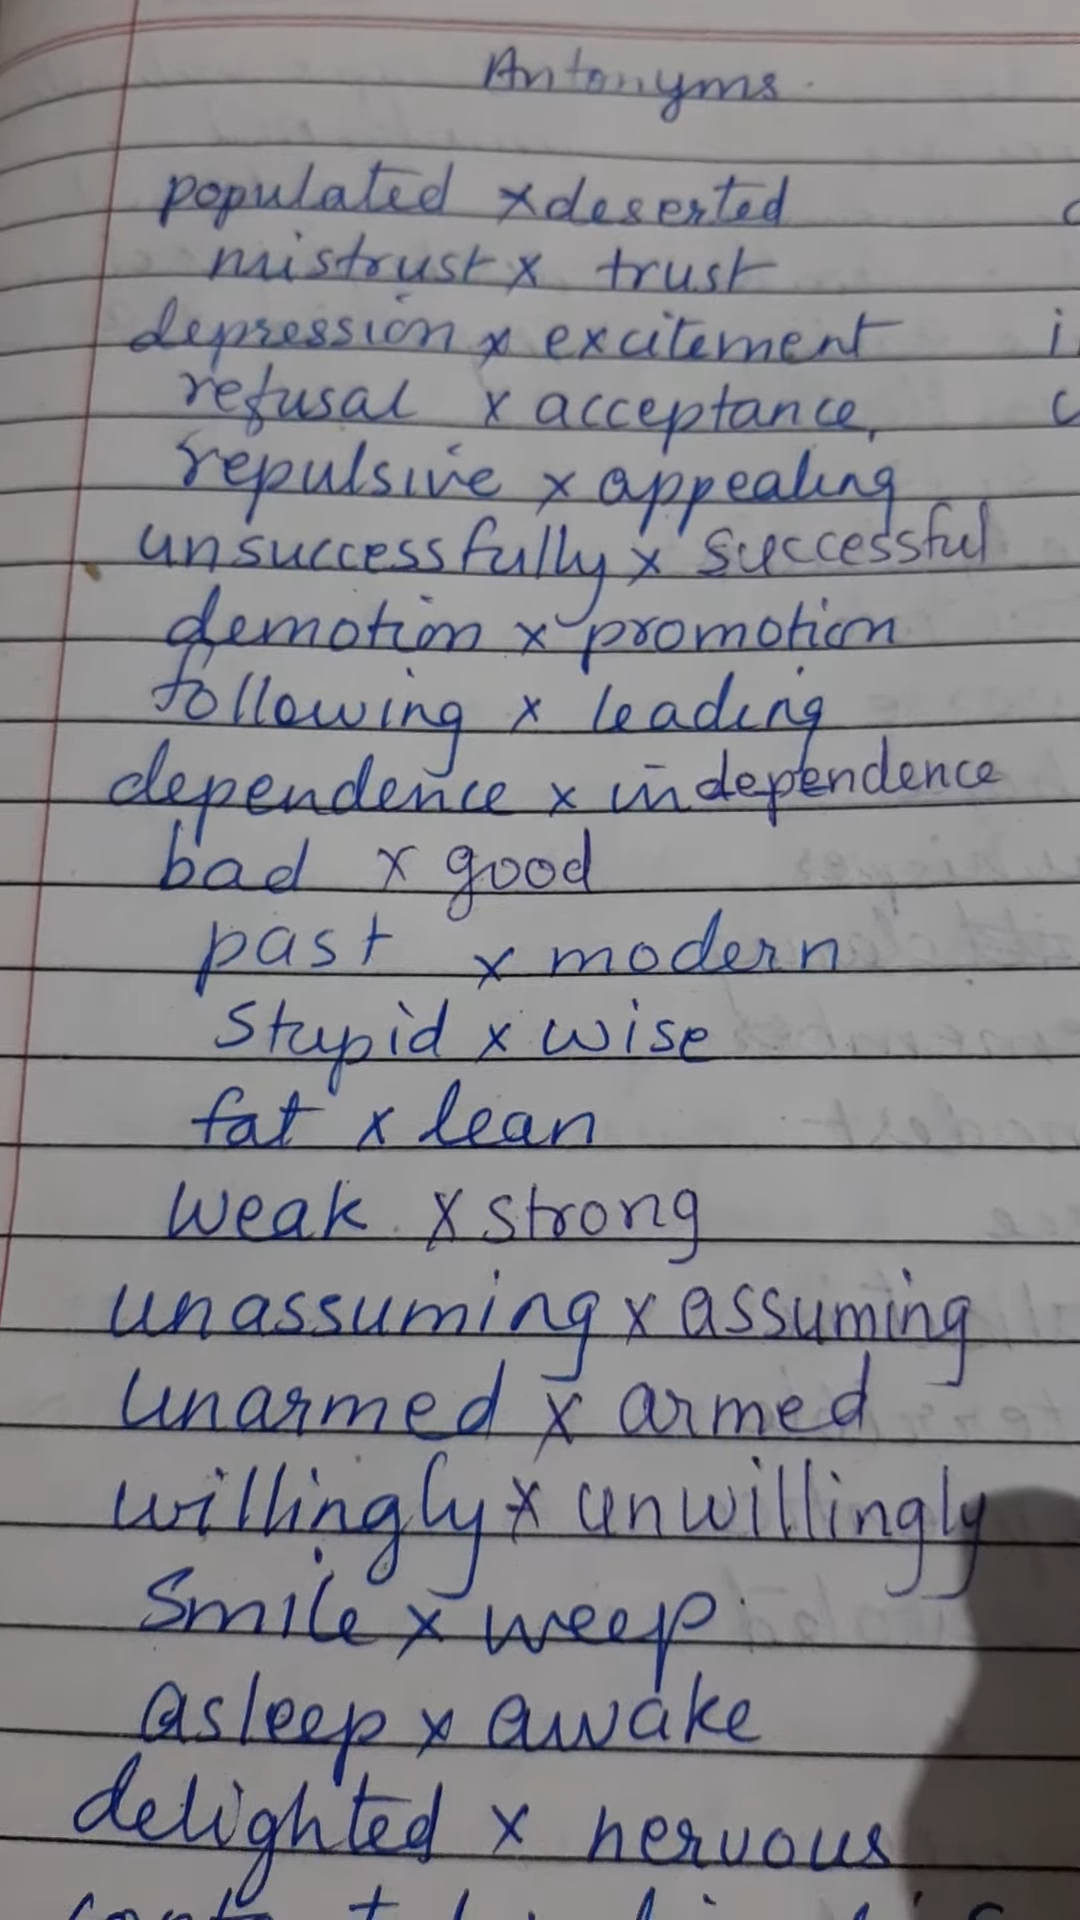 Antonyms
populated x deserted
mistrust x trust
depression x excitement
refusal x acceptance,
repulsive x appealing
unsuccessfully x successful
demotion x promotion
following x leading
dependence x independence
bad x good
past x modern
Stupid x wise
fat x lean
weak x strong
unassuming x assuming
unarmed x armed
willingly x unwillingly
Smile x weep
asleep x awake
delighted x nervous